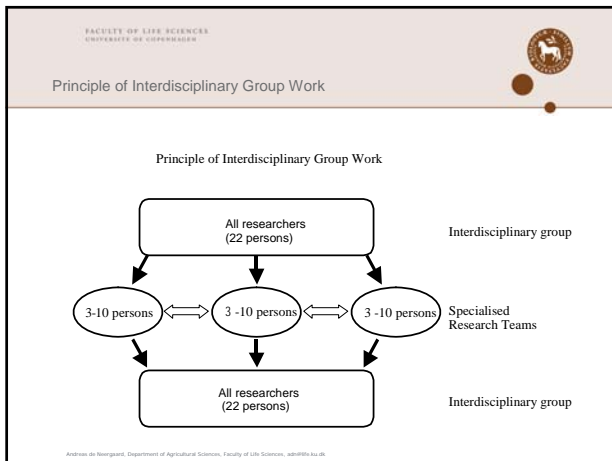 FACULTY OF LIFE SCIENCES
UNIVERSITY OF COPENHAGEN
Principle of Interdisciplinary Group Work
Principle of Interdisciplinary Group Work
All researchers
(22 persons)
Interdisciplinary group
3-10 persons
3 -10 persons
3 -10 persons
Specialised
Research Teams
All researchers
(22 persons)
Interdisciplinary group
Andreas de Neergaard, Department of Agricultural Sciences, Faculty of Life Sciences, adn@life.ku.dk